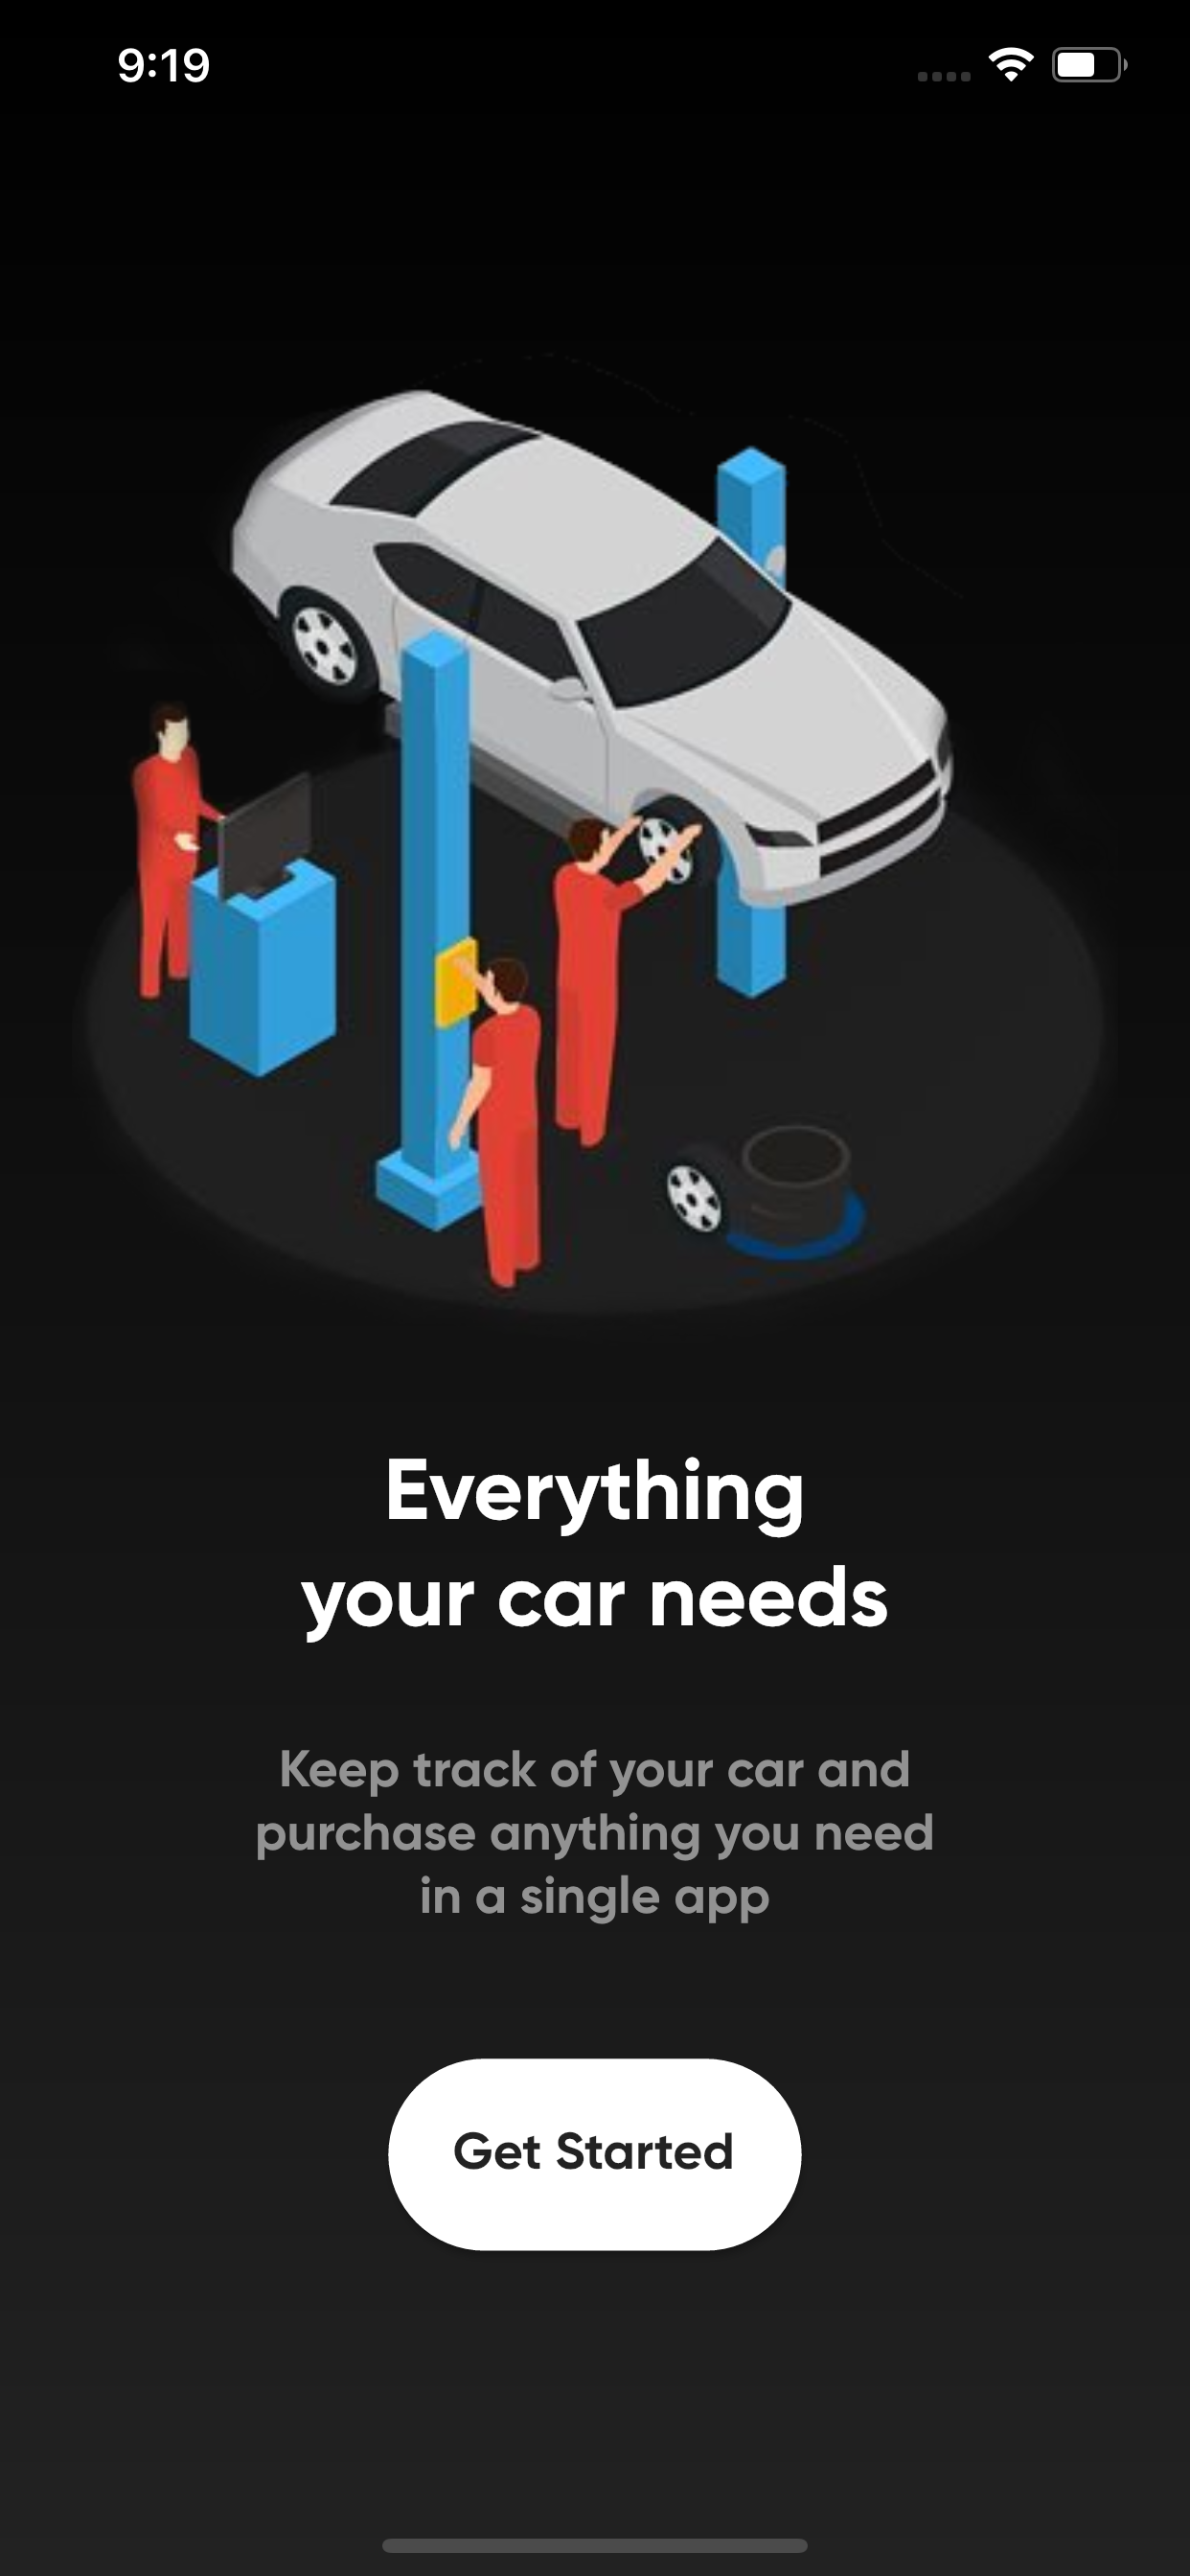 9:19
Everything
your car needs
Keep track of your car and
purchase anything you need
in a single app
Get Started